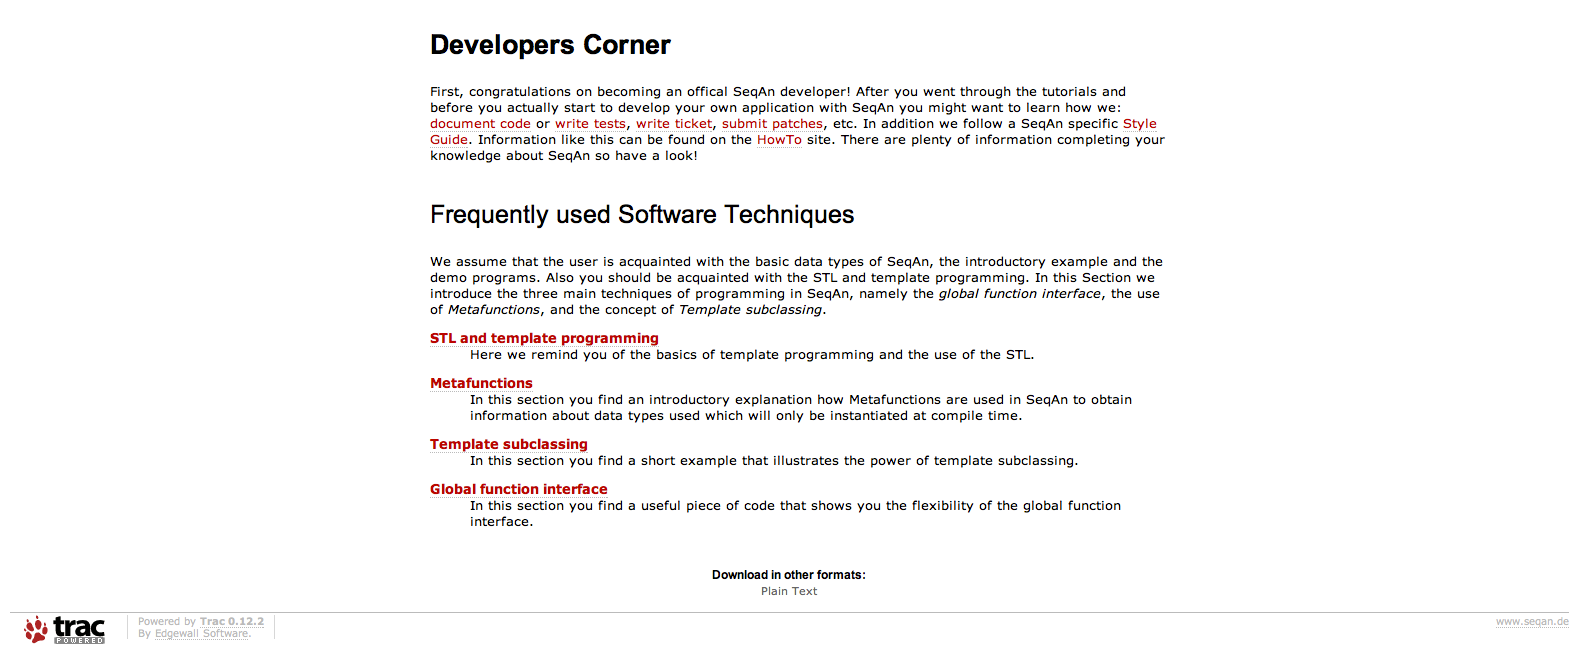 Developers Corner
First, congratulations on becoming an offical SeqAn developer! After you went through the tutorials and
before you actually start to develop your own application with SeqAn you might want to learn how we:
document code or write tests, write ticket, submit patches, etc. In addition we follow a SeqAn specific Style
Guide. Information like this can be found on the HowTo site. There are plenty of information completing your
knowledge about SeqAn so have a look!
Frequently used Software Techniques
We assume that the user is acquainted with the basic data types of SeqAn, the introductory example and the
demo programs. Also you should be acquainted with the STL and template programming. In this Section we
introduce the three main techniques of programming in SeqAn, namely the global function interface, the use
of Metafunctions, and the concept of Template subclassing.
STL and template programming
Here we remind you of the basics of template programming and the use of the STL.
Metafunctions
In this section you find an introductory explanation how Metafunctions are used in SeqAn to obtain
information about data types used which will only be instantiated at compile time.
Template subclassing
In this section you find a short example that illustrates the power of template subclassing.
Global function interface
In this section you find a useful piece of code that shows you the flexibility of the global function
interface.
Download in other formats:
Plain Text
trac
POWERED
Powered by Trac 0.12.2
By Edgewall Software.
www.seqan.de